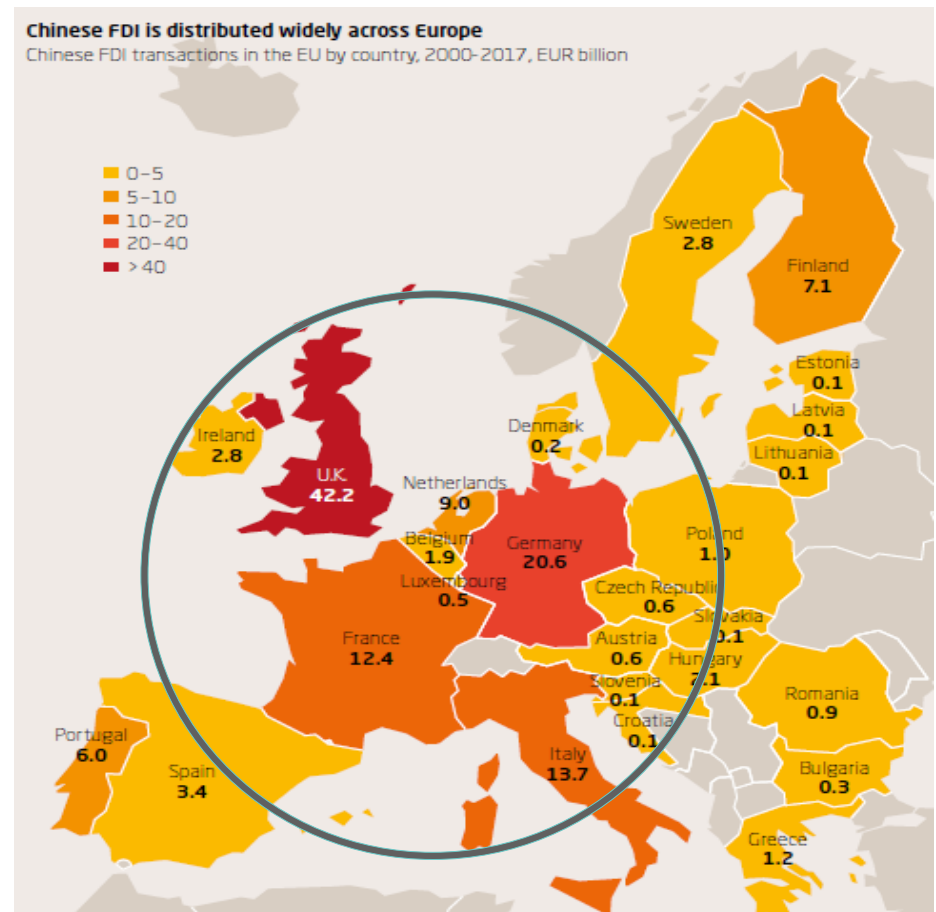 Chinese FDI is distributed widely across Europe
Chinese FDI transactions in the EU by country, 2000-2017, EUR billion
0–5
5–10
10–20
20–40
>40
Sweden
2.8
Finland
7.1
Estonia
0.1
Latvia
0.1
Lithuania
0.1
Denmark
0.2
Ireland
2.8
U.K.
42.2
Netherlands
9.0
Belgium
1.9
Luxembourg
0.5
Germany
20.6
Poland
1.0
Czech Republic
0.6
Slovakia
0.1
Austria
0.6
Hungary
2.1
Slovenia
0.1
Croatia
0.1
France
12.4
Italy
13.7
Romania
0.9
Bulgaria
0.3
Greece
1.2
Portugal
6.0
Spain
3.4